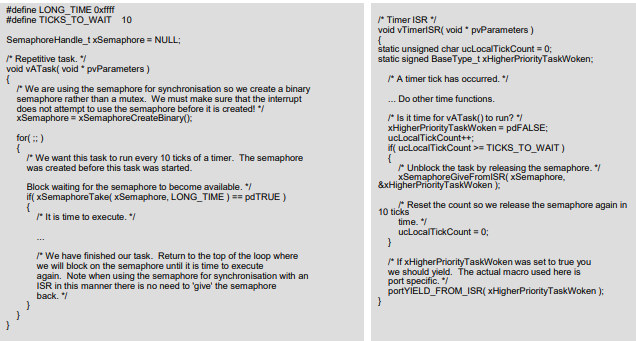 #define LONG_TIME 0xffff
#define TICKS_TO_WAIT    10
SemaphoreHandle_t xSemaphore = NULL;
/* Repetitive task. */
void vATask( void * pvParameters )
{
/* We are using the semaphore for synchronisation so we create a binary
semaphore rather than a mutex.  We must make sure that the interrupt
does not attempt to use the semaphore before it is created! */
xSemaphore = xSemaphoreCreateBinary();
for( ;; )
{
/* We want this task to run every 10 ticks of a timer.  The semaphore
was created before this task was started.
Block waiting for the semaphore to become available. */
if( xSemaphoreTake( xSemaphore, LONG_TIME ) == pdTRUE )
{
/* It is time to execute. */
...
/* We have finished our task.  Return to the top of the loop where
we will block on the semaphore until it is time to execute
again.  Note when using the semaphore for synchronisation with an
ISR in this manner there is no need to 'give' the semaphore
back. */
}
}
}
/* Timer ISR */
void vTimerISR( void * pvParameters )
{
static unsigned char ucLocalTickCount = 0;
static signed BaseType_t xHigherPriorityTaskWoken;
/* A timer tick has occurred. */
... Do other time functions.
/* Is it time for vATask() to run? */
xHigherPriorityTaskWoken = pdFALSE;
ucLocalTickCount++;
if( ucLocalTickCount >= TICKS_TO_WAIT )
{
/* Unblock the task by releasing the semaphore. */
xSemaphoreGiveFromISR( xSemaphore,
&xHigherPriorityTaskWoken );
/* Reset the count so we release the semaphore again in
10 ticks
time. */
ucLocalTickCount = 0;
}
/* If xHigherPriorityTaskWoken was set to true you
we should yield.  The actual macro used here is
port specific. */
portYIELD_FROM_ISR( xHigherPriorityTaskWoken );
}